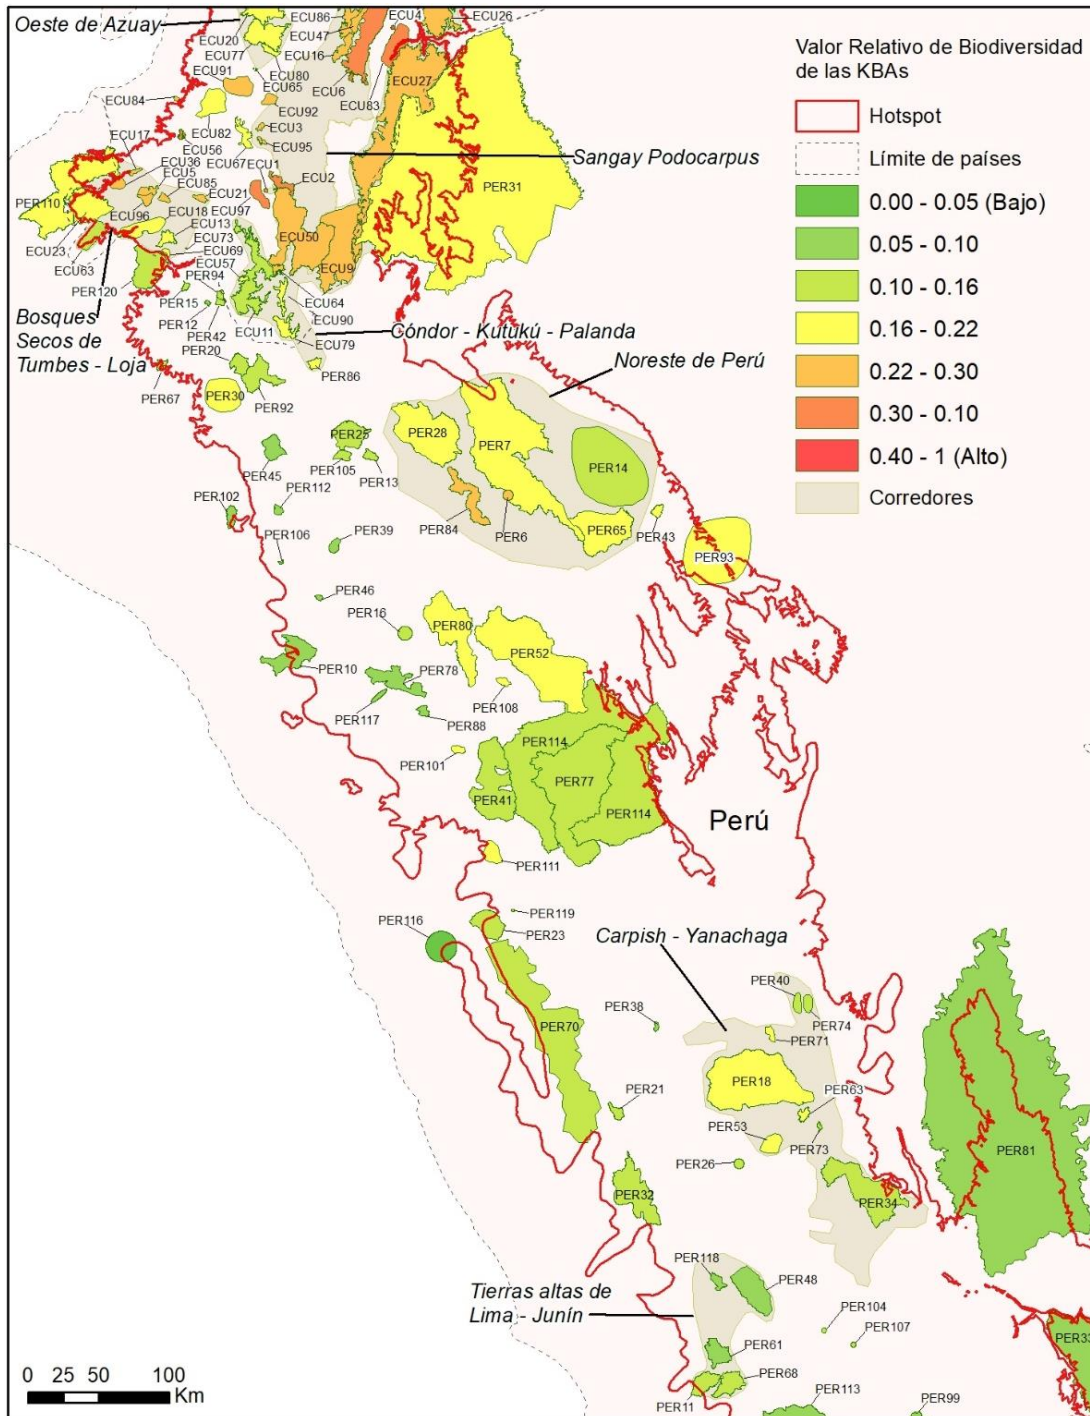 Oeste de Azuay
ECU86
ECU47
ECU4
ECU26
ECU20
ECU77
ECU16
ECU27
ECU91
ECU80
ECU65
ECU6
ECU83
ECU84
ECU92
ECU3
ECU17
ECU82
ECU95
ECU56
ECU36
ECU67
ECU1
ECU5
ECU2
ECU85
ECU21
PER110
ECU96
ECU18
ECU97
ECU13
ECU50
ECU23
ECU73
ECU63
ECU69
ECU9
ECU57
PER120
PER94
PER31
Sangay Podocarpus
PER15
ECU64
PER12
ECU90
PER42
ECU11
ECU79
Bosques
Secos de
Tumbes - Loja
Cóndor - Kutukú - Palanda
Noreste de Perú
PER20
PER86
PER67
PER30
PER92
PER28
PER7
PER25
PER14
PER45
PER105
PER13
PER102
PER112
PER84
PER6
PER65
PER43
PER106
PER39
PER93
PER46
PER16
PER80
PER52
PER10
PER78
PER108
PER117
PER88
PER101
PER114
PER77
PER41
PER114
PER111
Perú
PER119
PER116
PER23
Carpish - Yanachaga
PER40
PER38
PER70
PER74
PER71
PER18
PER63
PER21
PER53
PER73
PER26
PER81
PER32
PER34
PER118
PER48
Tierras altas de
Lima - Junín
PER104
PER107
PER61
PER33
PER68
PER11
PER113
PER99
Valor Relativo de Biodiversidad
de las KBAs
Hotspot
Límite de países
0.00 - 0.05 (Bajo)
0.05 - 0.10
0.10 - 0.16
0.16 - 0.22
0.22 - 0.30
0.30 - 0.10
0.40 - 1 (Alto)
Corredores
0 25 50 100
Km